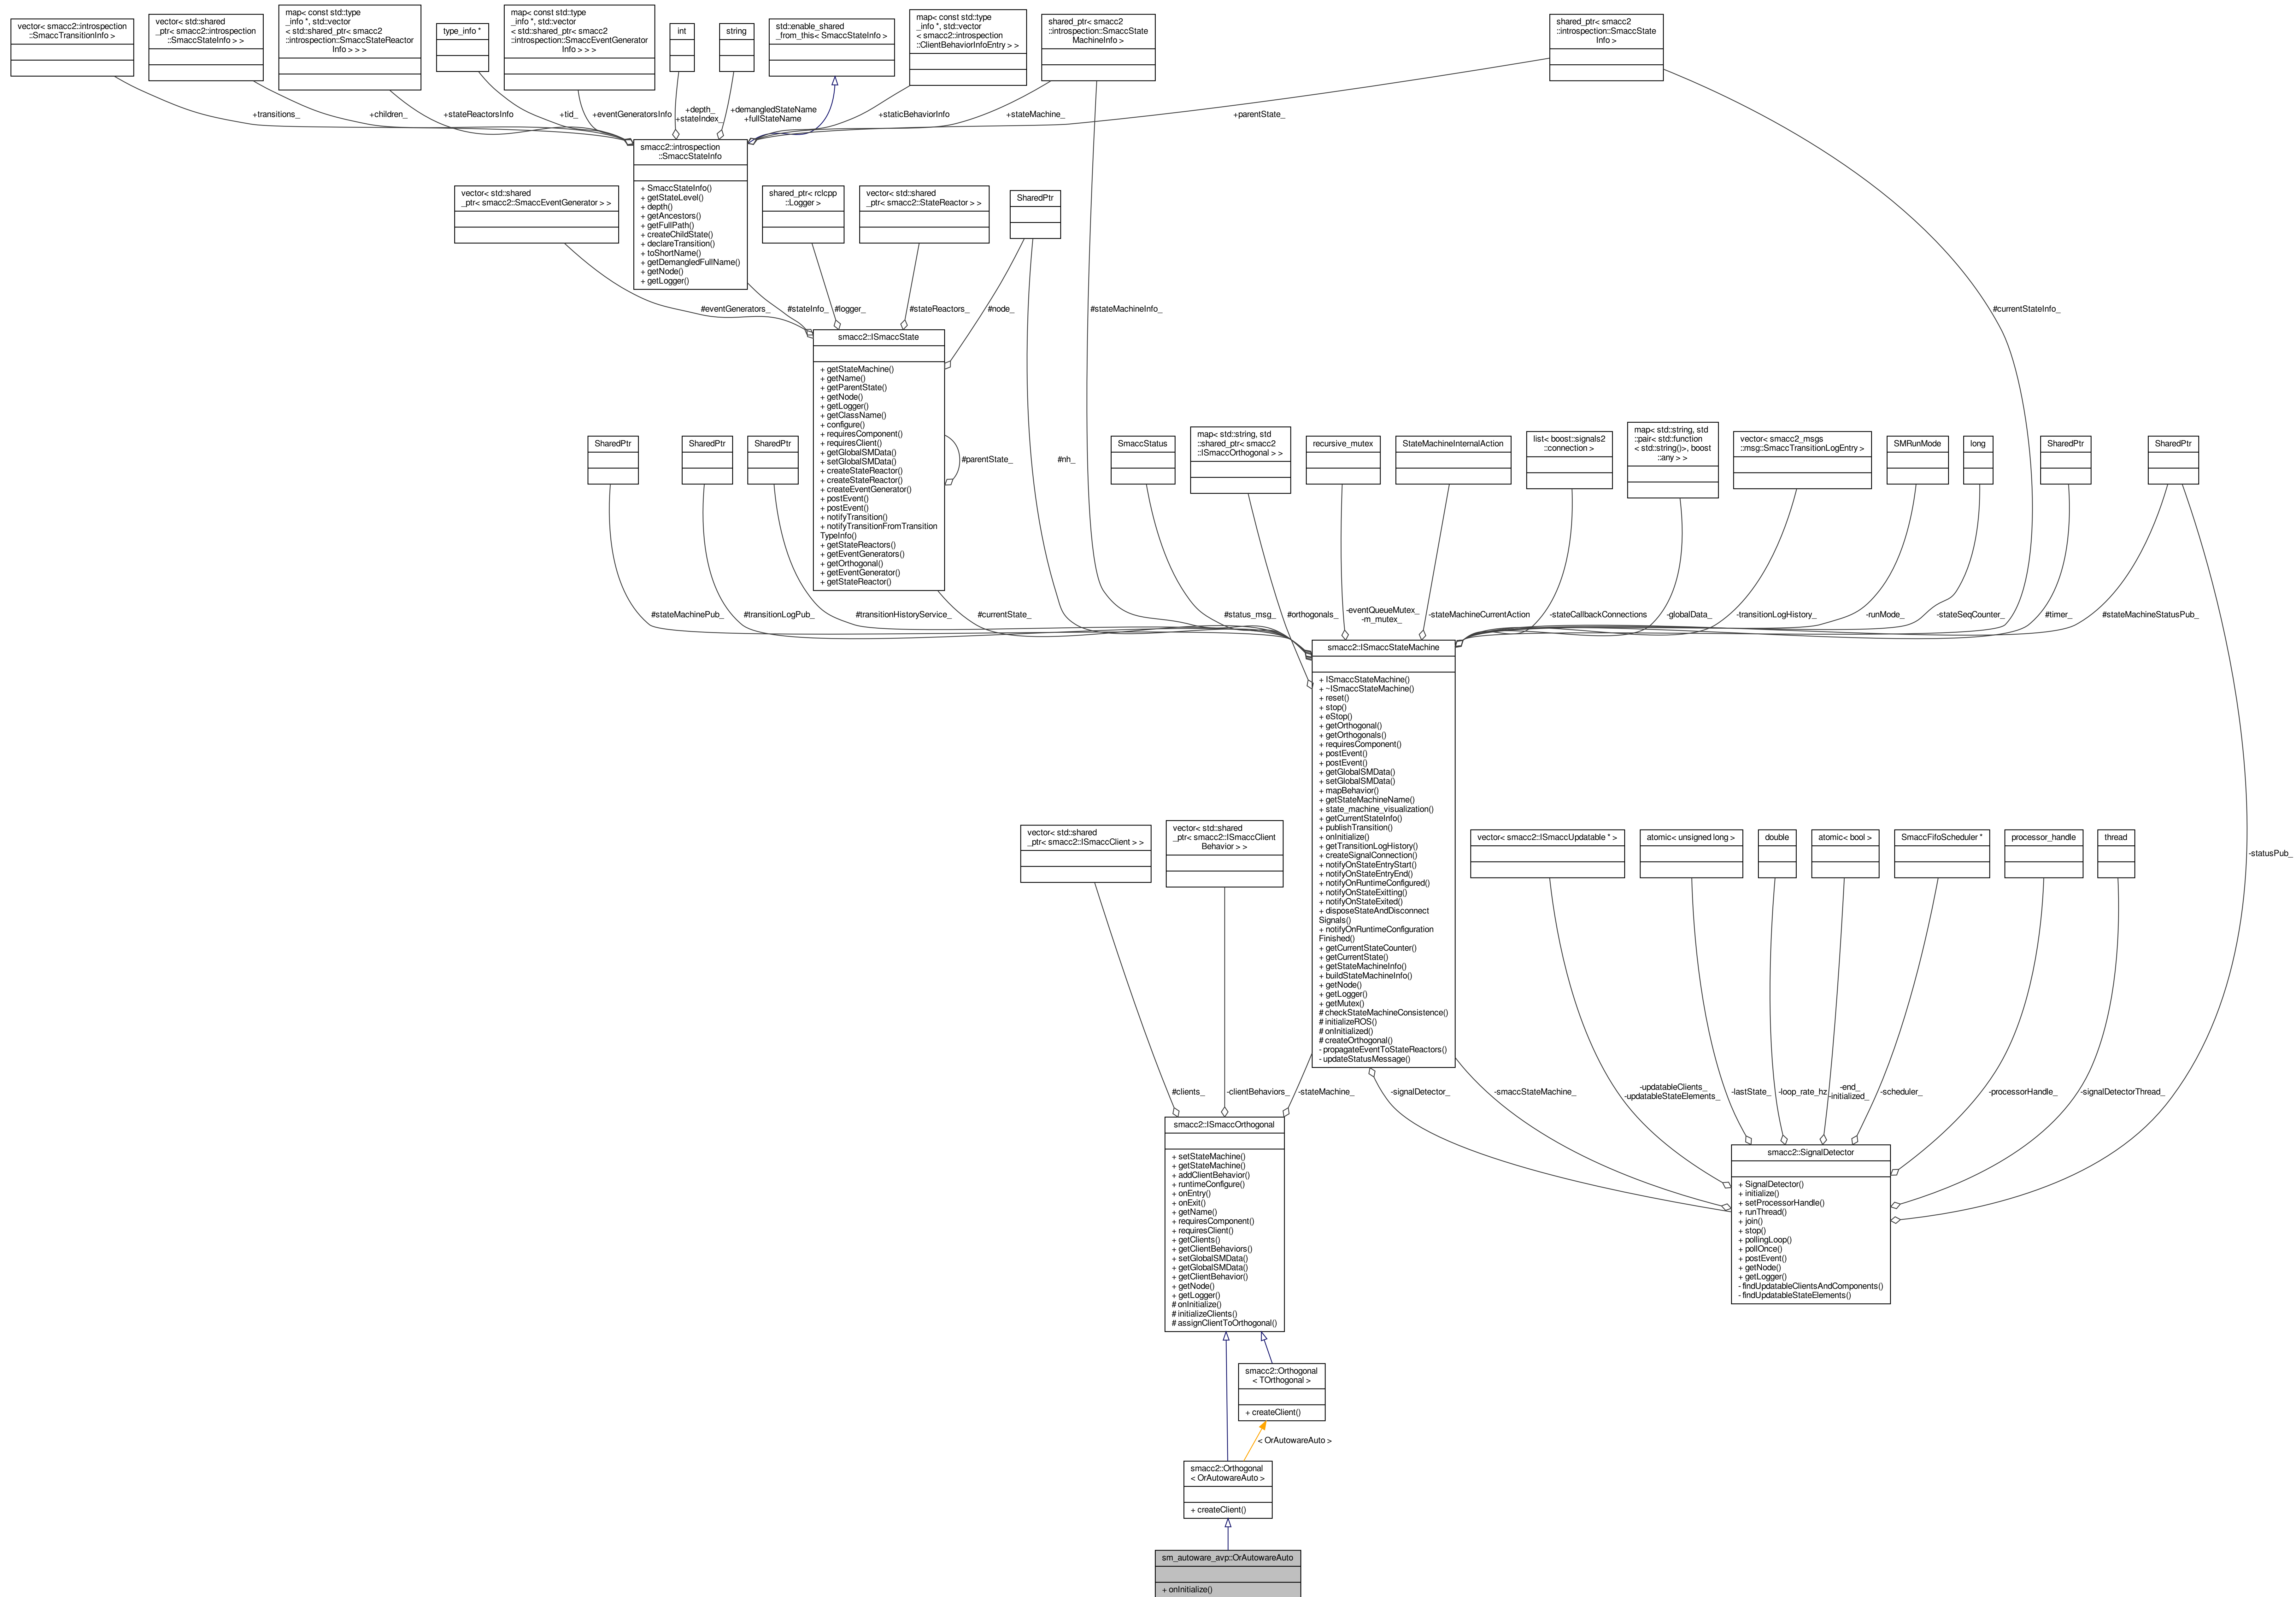 vector< smacc2::introspection
::SmaccTransitionInfo >
vector< std::shared
_ptr< smacc2::introspection
::SmaccStateInfo > >
map< const std::type
_info *, std::vector
< std::shared_ptr< smacc2
::introspection::SmaccStateReactor
Info > > >
type_info *
map< const std::type
_info *, std::vector
< std::shared_ptr< smacc2
::introspection::SmaccEventGenerator
Info > > >
int
string
std::enable_shared
_from_this< SmaccStateInfo >
map< const std::type
_info *, std::vector
< smacc2::introspection
::ClientBehaviorInfoEntry > >
shared_ptr< smacc2
::introspection::SmaccState
MachineInfo >
shared_ptr< smacc2
::introspection::SmaccState
Info >
+transitions_
+children_
+stateReactorsInfo
+tid_
+eventGeneratorsInfo
+depth_
+stateIndex_
+demangledStateName
+fullStateName
+staticBehaviorInfo
+stateMachine_
+parentState_
smacc2::introspection
::SmaccStateInfo
+ SmaccStateInfo()
+ getStateLevel()
+ depth()
+ getAncestors()
+ getFullPath()
+ createChildState()
+ declareTransition()
+ toShortName()
+ getDemangledFullName()
+ getNode()
+ getLogger()
vector< std::shared
_ptr< smacc2::SmaccEventGenerator > >
shared_ptr< rclcpp
::Logger >
vector< std::shared
_ptr< smacc2::StateReactor > >
SharedPtr
#eventGenerators_
#stateInfo_
#logger_
#stateReactors_
#node_
#stateMachineInfo_
#currentStateInfo_
smacc2::ISmaccState
+ getStateMachine()
+ getName()
+ getParentState()
+ getNode()
+ getLogger()
+ getClassName()
+ configure()
+ requiresComponent()
+ requiresClient()
+ getGlobalSMData()
+ setGlobalSMData()
+ createStateReactor()
+ createStateReactor()
+ createEventGenerator()
+ postEvent()
+ postEvent()
+ notifyTransition()
+ notifyTransitionFromTransition
TypeInfo()
+ getStateReactors()
+ getEventGenerators()
+ getOrthogonal()
+ getEventGenerator()
+ getStateReactor()
#parentState_
#nh_
SharedPtr
SharedPtr
SharedPtr
SmaccStatus
map< std::string, std
::shared_ptr< smacc2
::ISmaccOrthogonal > >
recursive_mutex
StateMachineInternalAction
list< boost::signals2
::connection >
map< std::string, std
::pair< std::function
< std::string()>, boost
::any > >
vector< smacc2_msgs
::msg::SmaccTransitionLogEntry >
SMRunMode
long
SharedPtr
SharedPtr
#stateMachinePub_
#transitionLogPub_
#transitionHistoryService_
#currentState_
#status_msg_
#orthogonals_
-eventQueueMutex_
-m_mutex_
-stateMachineCurrentAction
-stateCallbackConnections
-globalData_
-transitionLogHistory_
-runMode_
-stateSeqCounter_
#timer_
#stateMachineStatusPub_
smacc2::ISmaccStateMachine
+ ISmaccStateMachine()
+ ~ISmaccStateMachine()
+ reset()
+ stop()
+ eStop()
+ getOrthogonal()
+ getOrthogonals()
+ requiresComponent()
+ postEvent()
+ postEvent()
+ getGlobalSMData()
+ setGlobalSMData()
+ mapBehavior()
+ getStateMachineName()
+ state_machine_visualization()
+ getCurrentStateInfo()
+ publishTransition()
+ onInitialize()
+ getTransitionLogHistory()
+ createSignalConnection()
+ notifyOnStateEntryStart()
+ notifyOnStateEntryEnd()
+ notifyOnRuntimeConfigured()
+ notifyOnStateExitting()
+ notifyOnStateExited()
+ disposeStateAndDisconnect
Signals()
+ notifyOnRuntimeConfiguration
Finished()
+ getCurrentStateCounter()
+ getCurrentState()
+ getStateMachineInfo()
+ buildStateMachineInfo()
+ getNode()
+ getLogger()
+ getMutex()
# checkStateMachineConsistence()
# initializeROS()
# onInitialized()
# createOrthogonal()
- propagateEventToStateReactors()
- updateStatusMessage()
vector< std::shared
_ptr< smacc2::ISmaccClient > >
vector< std::shared
_ptr< smacc2::ISmaccClient
Behavior > >
vector< smacc2::ISmaccUpdatable * >
atomic< unsigned long >
double
atomic< bool >
SmaccFifoScheduler *
processor_handle
thread
-statusPub_
#clients_
-clientBehaviors_
-stateMachine_
-signalDetector_
-smaccStateMachine_
-updatableClients_
-updatableStateElements_
-lastState_
-loop_rate_hz
-end_
-initialized_
-scheduler_
-processorHandle_
-signalDetectorThread_
smacc2::ISmaccOrthogonal
+ setStateMachine()
+ getStateMachine()
+ addClientBehavior()
+ runtimeConfigure()
+ onEntry()
+ onExit()
+ getName()
+ requiresComponent()
+ requiresClient()
+ getClients()
+ getClientBehaviors()
+ setGlobalSMData()
+ getGlobalSMData()
+ getClientBehavior()
+ getNode()
+ getLogger()
# onInitialize()
# initializeClients()
# assignClientToOrthogonal()
smacc2::SignalDetector
+ SignalDetector()
+ initialize()
+ setProcessorHandle()
+ runThread()
+ join()
+ stop()
+ pollingLoop()
+ pollOnce()
+ postEvent()
+ getNode()
+ getLogger()
- findUpdatableClientsAndComponents()
- findUpdatableStateElements()
smacc2::Orthogonal
< TOrthogonal >
+ createClient()
< OrAutowareAuto >
smacc2::Orthogonal
< OrAutowareAuto >
+ createClient()
sm_autoware_avp::OrAutowareAuto
+ onInitialize()